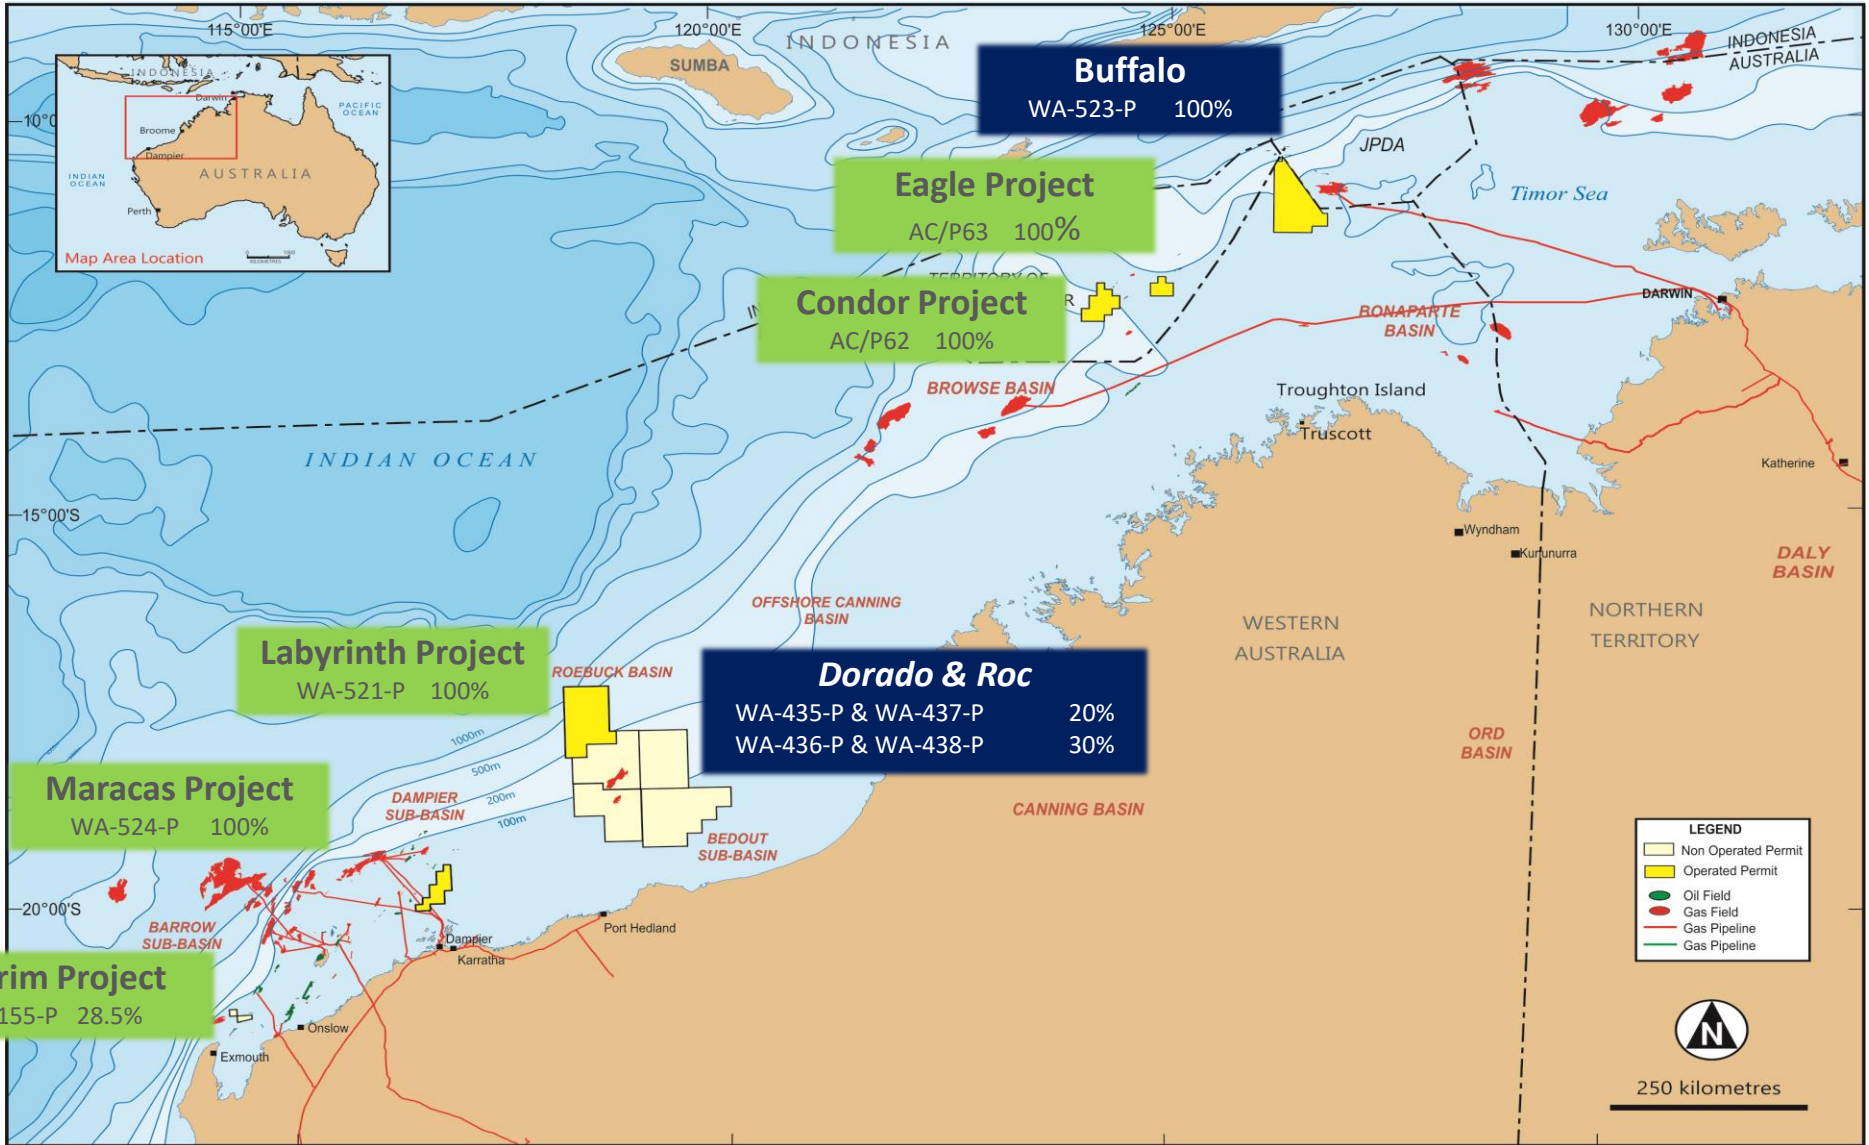 115°00'E
120°00'E
125°00'E
130°00'E
INDONESIA
SUMBA
INDONESIA
AUSTRALIA
INDONESIA
Darwin
PACIFIC
OCEAN
Broome
Dampier
AUSTRALIA
INDIAN
OCEAN
Perth
Map Area Location
0 1000
KILOMETRES
10°0
Buffalo
WA-523-P 100%
JPDA
Timor Sea
Eagle Project
AC/P63 100%
TERRITORY OF
R
Condor Project
AC/P62 100%
IN
BONAPARTE
BASIN
DARWIN
BROWSE BASIN
Troughton Island
Truscott
Katherine
INDIAN OCEAN
15°00'S
Wyndham
Kununurra
DALY
BASIN
OFFSHORE CANNING
BASIN
WESTERN
AUSTRALIA
NORTHERN
TERRITORY
Labyrinth Project
WA-521-P 100%
ROEBUCK BASIN
Dorado & Roc
WA-435-P & WA-437-P 20%
WA-436-P & WA-438-P 30%
ORD
BASIN
1000m
500m
200m
100m
Maracas Project
WA-524-P 100%
DAMPIER
SUB-BASIN
CANNING BASIN
BEDOUT
SUB-BASIN
LEGEND
Non Operated Permit
Operated Permit
Oil Field
Gas Field
Gas Pipeline
Gas Pipeline
20°00'S
BARROW
SUB-BASIN
Port Hedland
Dampier
Karratha
rim Project
155-P 28.5%
Onslow
Exmouth
N
250 kilometres